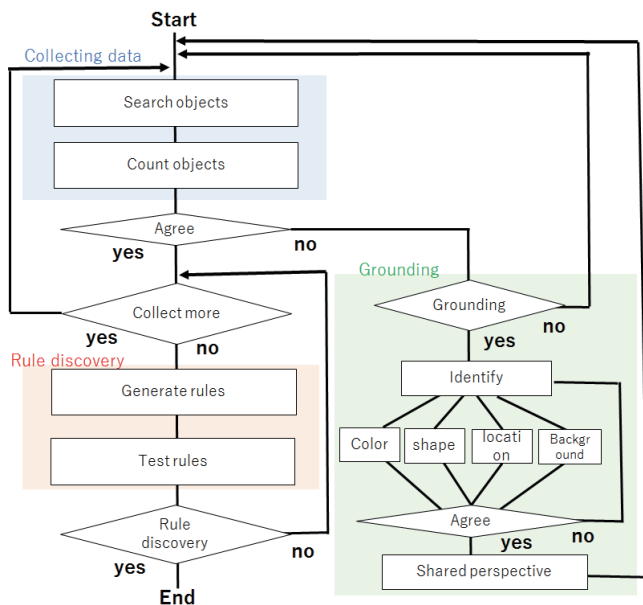 Start
Collecting data
Search objects
Count objects
Agree
yes
no
Collect more
yes
no
Rule discovery
Generate rules
Test rules
Rule
discovery
no
yes
End
Grounding
Grounding
no
yes
Identify
Color
shape
locati
on
Backgr
ound
Agree
yes
no
Shared perspective